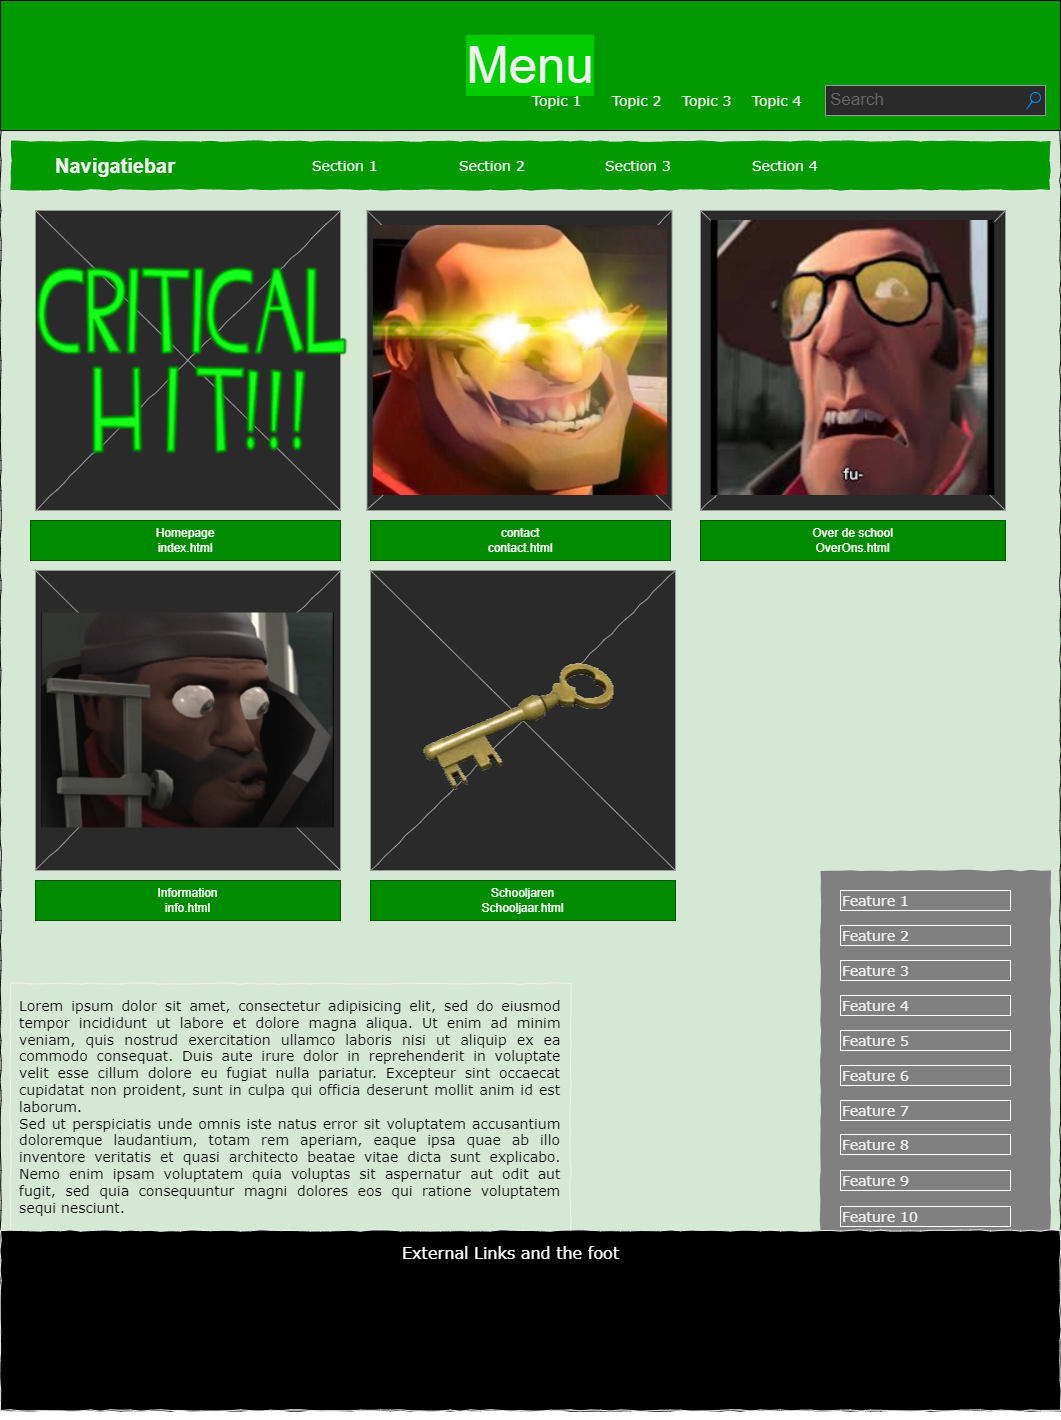 Menu
Topic 1 Topic 2 Topic 3 Topic 4 Search
Navigatiebar Section 1 Section 2 Section 3 Section 4
CRITICAL
HIT!!!
fu-
Homepage
index.html
contact
contact.html
Over de school
OverOns.html
Information
info.html
Schooljaren
Schooljaar.html
Feature 1
Feature 2
Feature 3
Feature 4
Feature 5
Feature 6
Feature 7
Feature 8
Feature 9
Feature 10
Lorem ipsum dolor sit amet, consectetur adipisicing elit, sed do eiusmod
tempor incididunt ut labore et dolore magna aliqua. Ut enim ad minim
veniam, quis nostrud exercitation ullamco laboris nisi ut aliquip ex ea
commodo consequat. Duis aute irure dolor in reprehenderit in voluptate
velit esse cillum dolore eu fugiat nulla pariatur. Excepteur sint occaecat
cupidatat non proident, sunt in culpa qui officia deserunt mollit anim id est
laborum.
Sed ut perspiciatis unde omnis iste natus error sit voluptatem accusantium
doloremque laudantium, totam rem aperiam, eaque ipsa quae ab illo
inventore veritatis et quasi architecto beatae vitae dicta sunt explicabo.
Nemo enim ipsam voluptatem quia voluptas sit aspernatur aut odit aut
fugit, sed quia consequuntur magni dolores eos qui ratione voluptatem
sequi nesciunt.
External Links and the foot